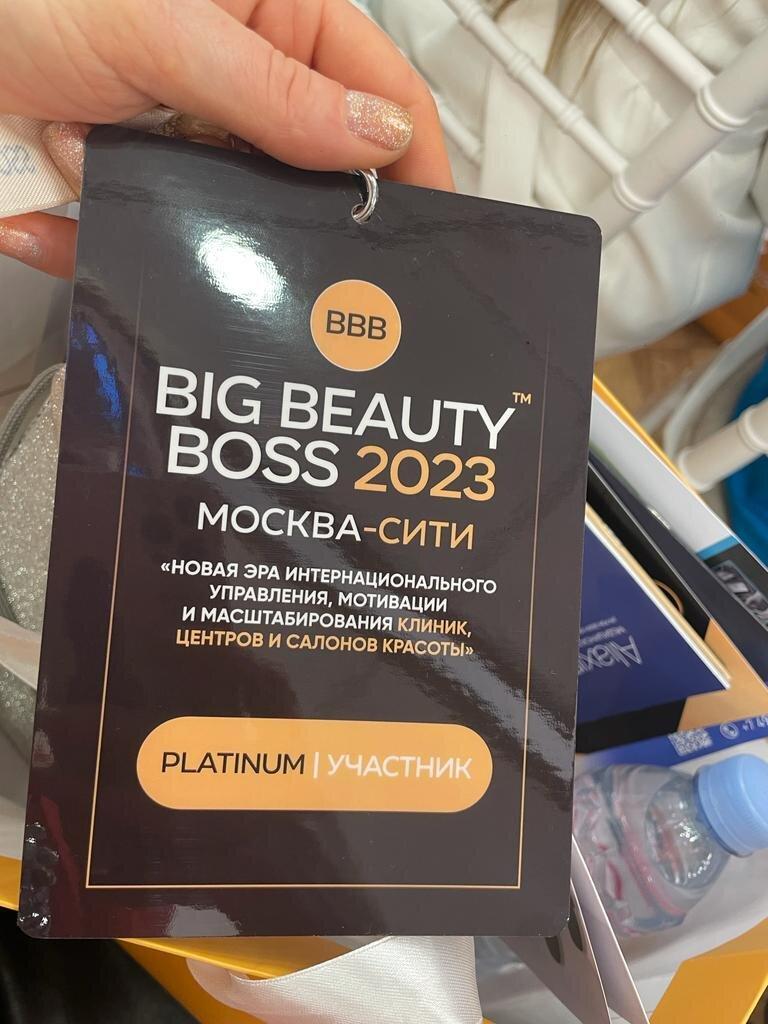 BBB
BIG BEAUTY™
BOSS 2023
МОСКВА-СИТИ
«НОВАЯ ЭРА ИНТЕРНАЦИОНАЛЬНОГО
УПРАВЛЕНИЯ, МОТИВАЦИИ
И МАСШТАБИРОВАНИЯ КЛИНИК,
ЦЕНТРОВ И САЛОНОВ КРАСОТЫ»
PLATINUM | УЧАСТНИК